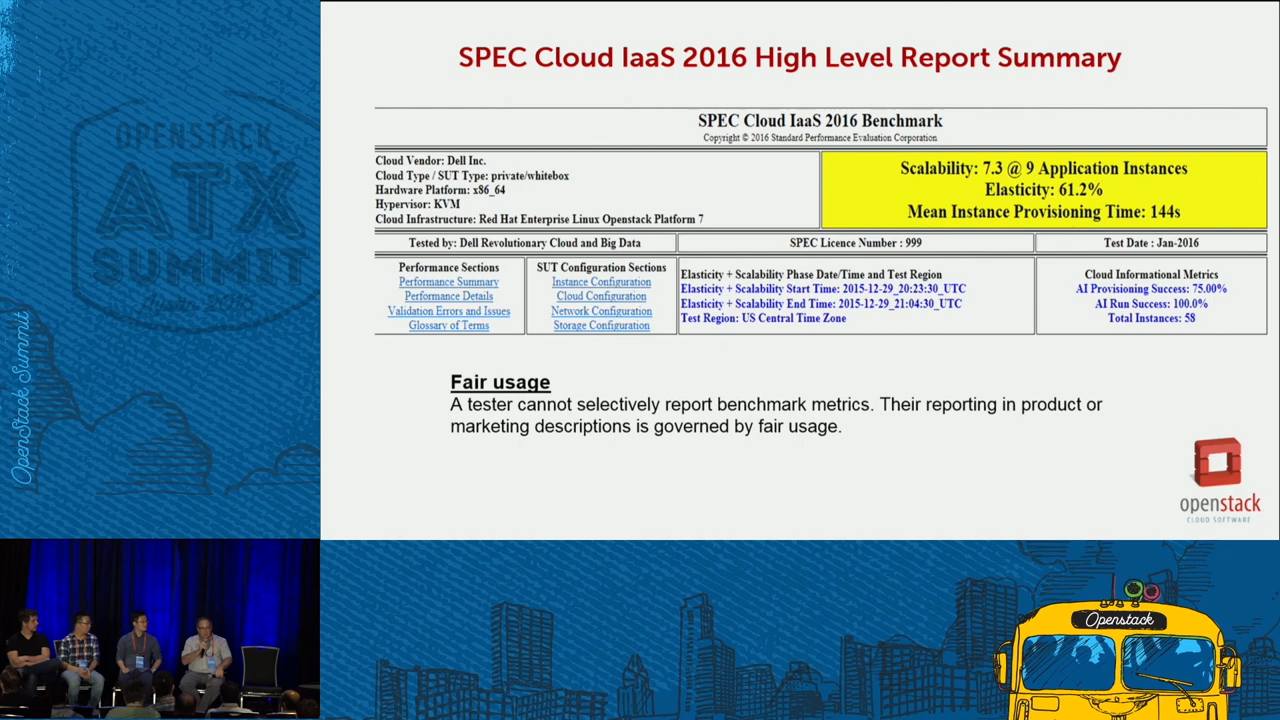 SPEC Cloud IaaS 2016 High Level Report Summary
SPEC Cloud IaaS 2016 Benchmark
Copyright © 2016 Standard Performance Evaluation Corporation
Cloud Vendor: Dell Inc.
Cloud Type / SUT Type: private/whitebox
Hardware Platform: x86_64
Hypervisor: KVM
Cloud Infrastructure: Red Hat Enterprise Linux Openstack Platform 7
Scalability: 7.3 @ 9 Application Instances
Elasticity: 61.2%
Mean Instance Provisioning Time: 144s
Tested by: Dell Revolutionary Cloud and Big Data
SPEC Licence Number : 999
Test Date : Jan-2016
Performance Sections
Performance Summary
Performance Details
Validation Errors and Issues
Glossary of Terms
SUT Configuration Sections
Instance Configuration
Cloud Configuration
Network Configuration
Storage Configuration
Elasticity + Scalability Phase Date/Time and Test Region
Elasticity + Scalability Start Time: 2015-12-29_20:23:30_UTC
Elasticity + Scalability End Time: 2015-12-29_21:04:30_UTC
Test Region: US Central Time Zone
Cloud Informational Metrics
AI Provisioning Success: 75.00%
AI Run Success: 100.0%
Total Instances: 58
Fair usage
A tester cannot selectively report benchmark metrics. Their reporting in product or
marketing descriptions is governed by fair usage.
openstack
CLOUD SOFTWARE
OPENSTACK
ATX
SUMMIT
OpenStack Summit
Openstack